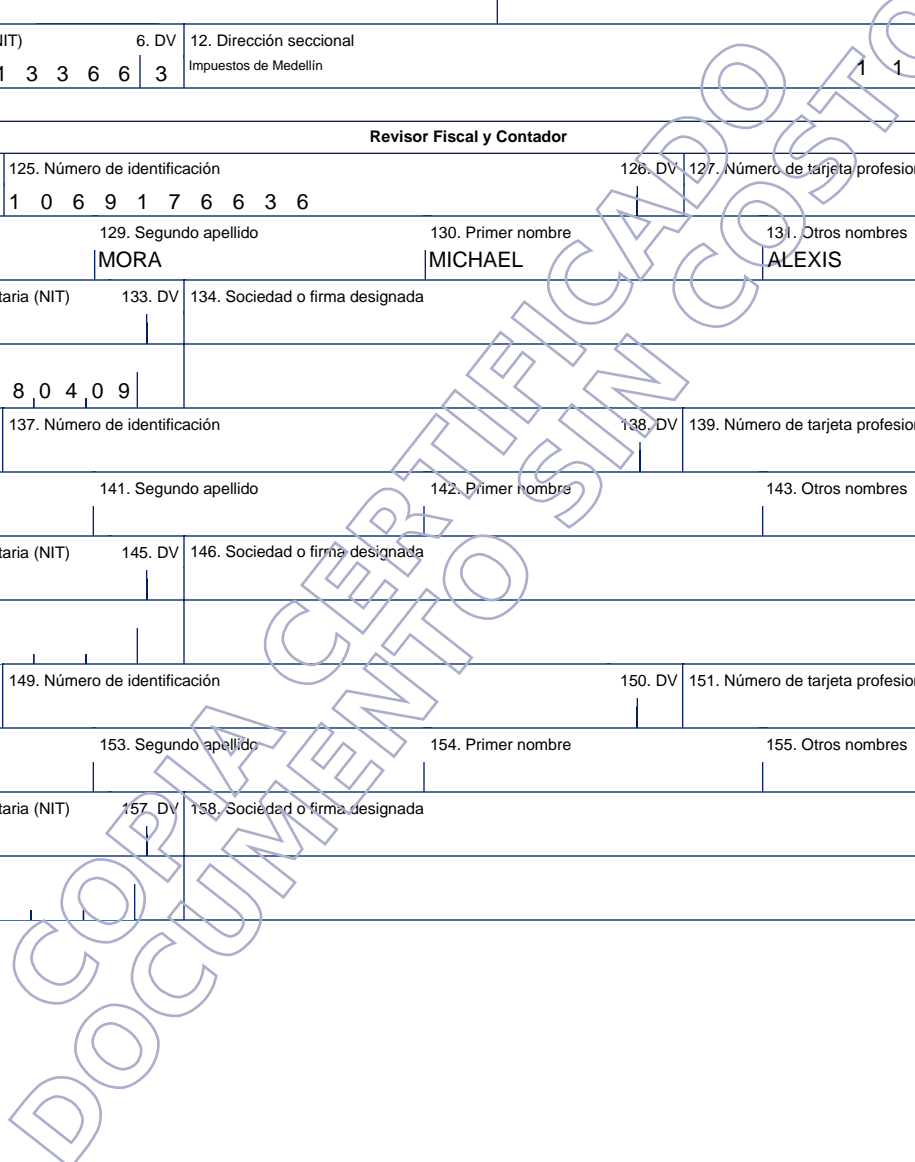 IT) 6. DV 12. Dirección seccional
1 3 3 6 6 3 Impuestos de Medellín 1 1
Revisor Fiscal y Contador
125. Número de identificación 126. DV 127. Número de tarjeta profesion
1 0 6 9 1 7 6 6 3 6
129. Segundo apellido 130. Primer nombre 131. Otros nombres
MORA MICHAEL ALEXIS
taria (NIT) 133. DV 134. Sociedad o firma designada
8 0 4 0 9
137. Número de identificación 138. DV 139. Número de tarjeta profesion
141. Segundo apellido 142. Primer nombre 143. Otros nombres
taria (NIT) 145. DV 146. Sociedad o firma designada
149. Número de identificación 150. DV 151. Número de tarjeta profesion
153. Segundo apellido 154. Primer nombre 155. Otros nombres
taria (NIT) 157. DV 158. Sociedad o firma designada
COPIA CERTIFICADO
DOCUMENTO SIN COSTO